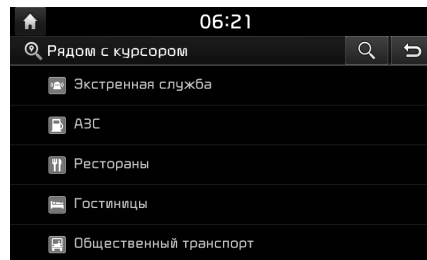 06:21
Рядом с курсором
Экстренная служба
АЗС
Рестораны
Гостиницы
Общественный транспорт